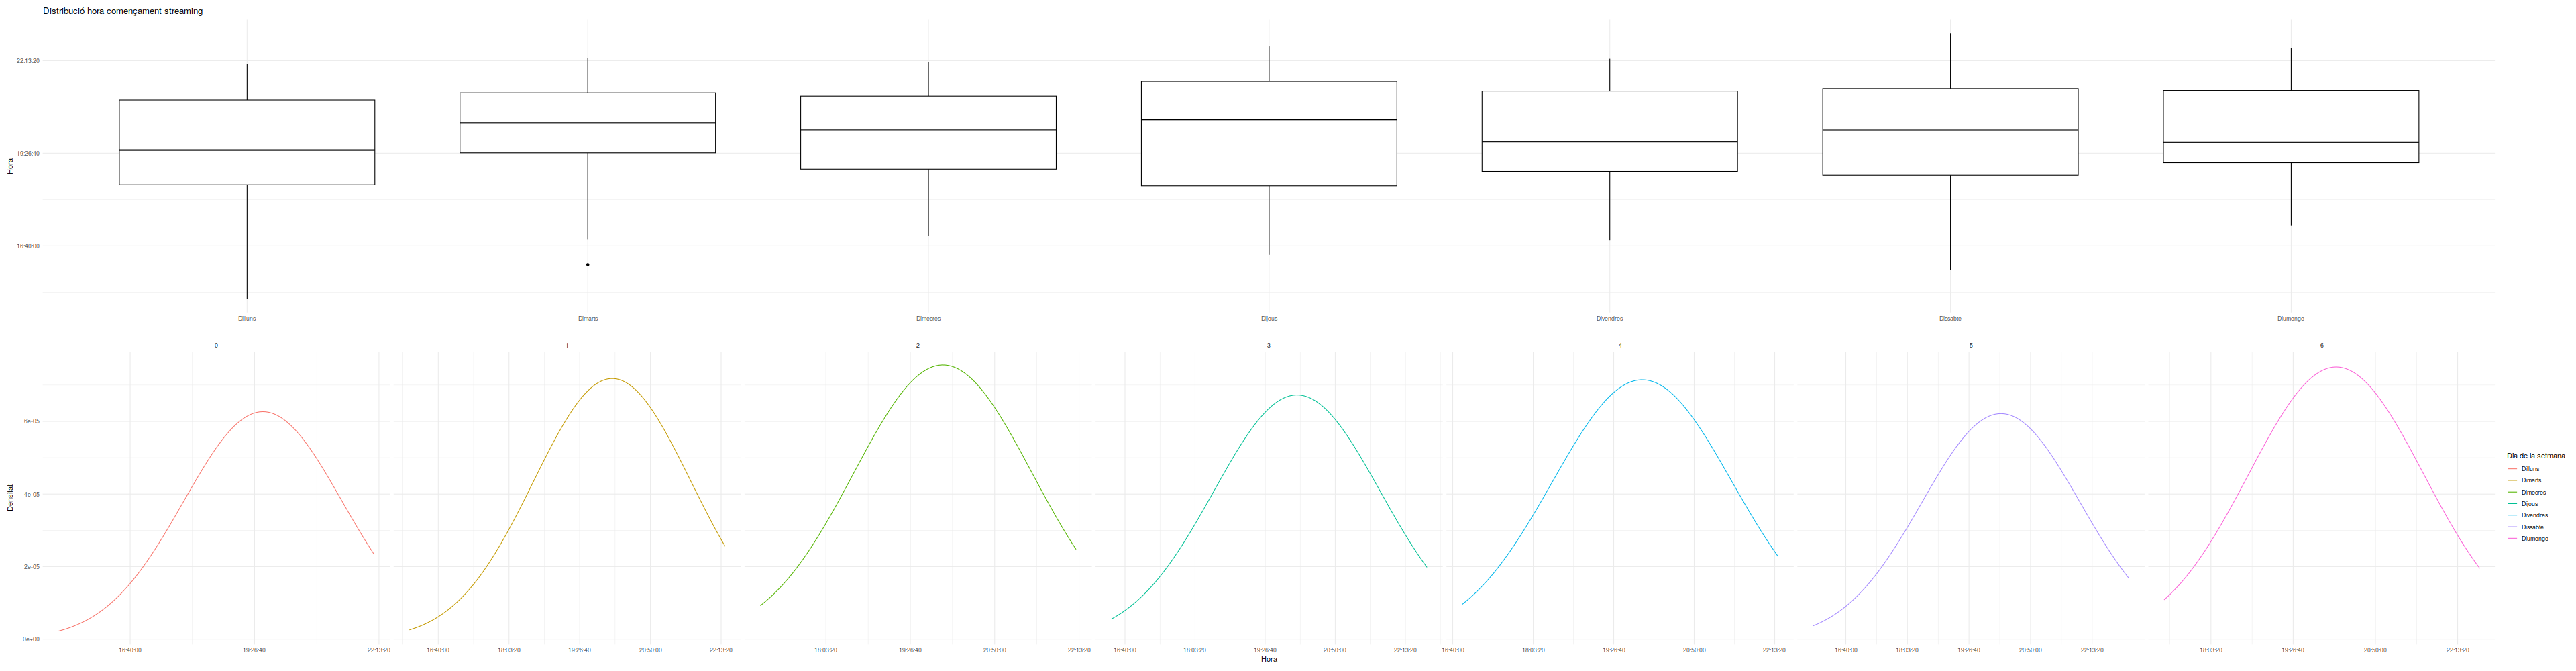 Distribució hora començament streaming
Hora
22:13:20
19:26:40
16:40:00
Dilluns Dimarts Dimecres Dijous Divendres Dissabte Diumenge
0 1 2 3 4 5 6
Densitat
6e-05
4e-05
2e-05
0e+00
16:40:00 19:26:40 22:13:20 16:40:00 18:03:20 19:26:40 20:50:00 22:13:20 18:03:20 19:26:40 20:50:00 22:13:20 16:40:00 18:03:20 19:26:40 20:50:00 22:13:20 16:40:00 18:03:20 19:26:40 20:50:00 22:13:20 16:40:00 18:03:20 19:26:40 20:50:00 22:13:20 18:03:20 19:26:40 20:50:00 22:13:20
Hora
Dia de la setmana
Dilluns
Dimarts
Dimecres
Dijous
Divendres
Dissabte
Diumenge